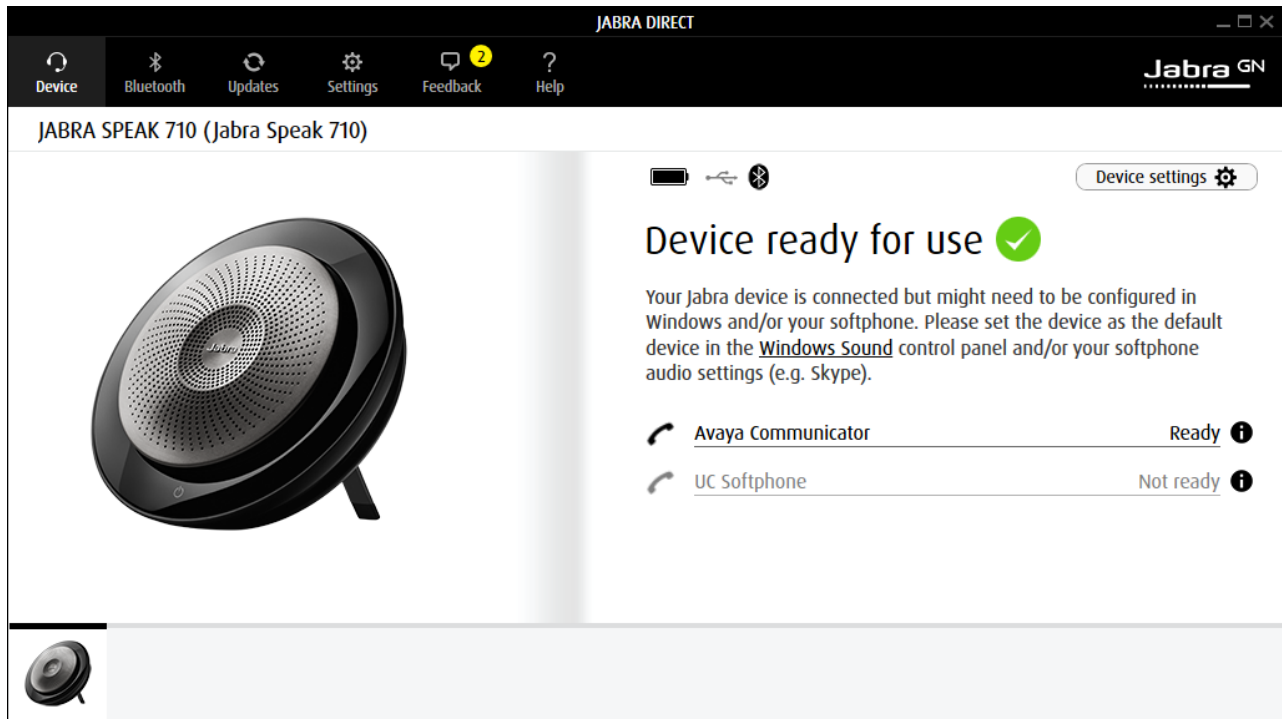 JABRA DIRECT
Device
Bluetooth
Updates
Settings
Feedback
2
Help
Jabra GN
JABRA SPEAK 710 (Jabra Speak 710)
Device settings
Device ready for use
Your Jabra device is connected but might need to be configured in
Windows and/or your softphone. Please set the device as the default
device in the Windows Sound control panel and/or your softphone
audio settings (e.g. Skype).
Avaya Communicator Ready
UC Softphone Not ready
Jabra